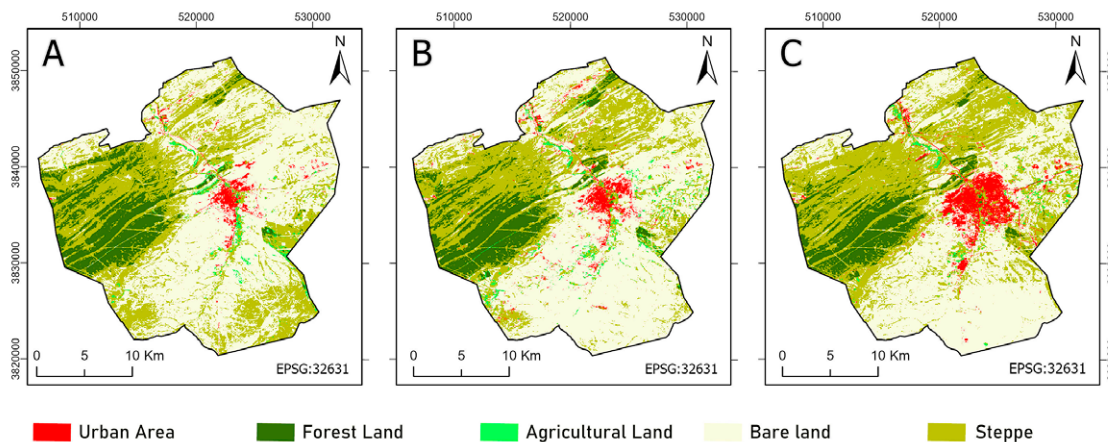 510000 520000 530000 510000 520000 530000 510000 520000 530000
A N B N C N
3850000
3840000
3830000
3820000
0 5 10 Km 0 5 10 Km 0 5 10 Km
EPSG:32631 EPSG:32631 EPSG:32631
Urban Area Forest Land Agricultural Land Bare land Steppe